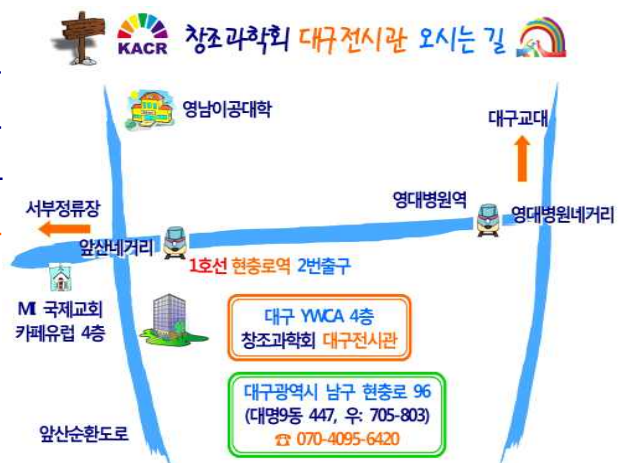 KACR 창조과학회 대구전시관 오시는 길
영남이공대학
대구교대
영대병원역
서부정류장
영대병원네거리
앞산네거리
1호선 현충로역 2번출구
MI 국제교회
카페유럽 4층
대구 YWCA 4층
창조과학회 대구전시관
대구광역시 남구 현충로 96
(대명9동 447, 우: 705-803)
☎ 070-4095-6420
앞산순환도로